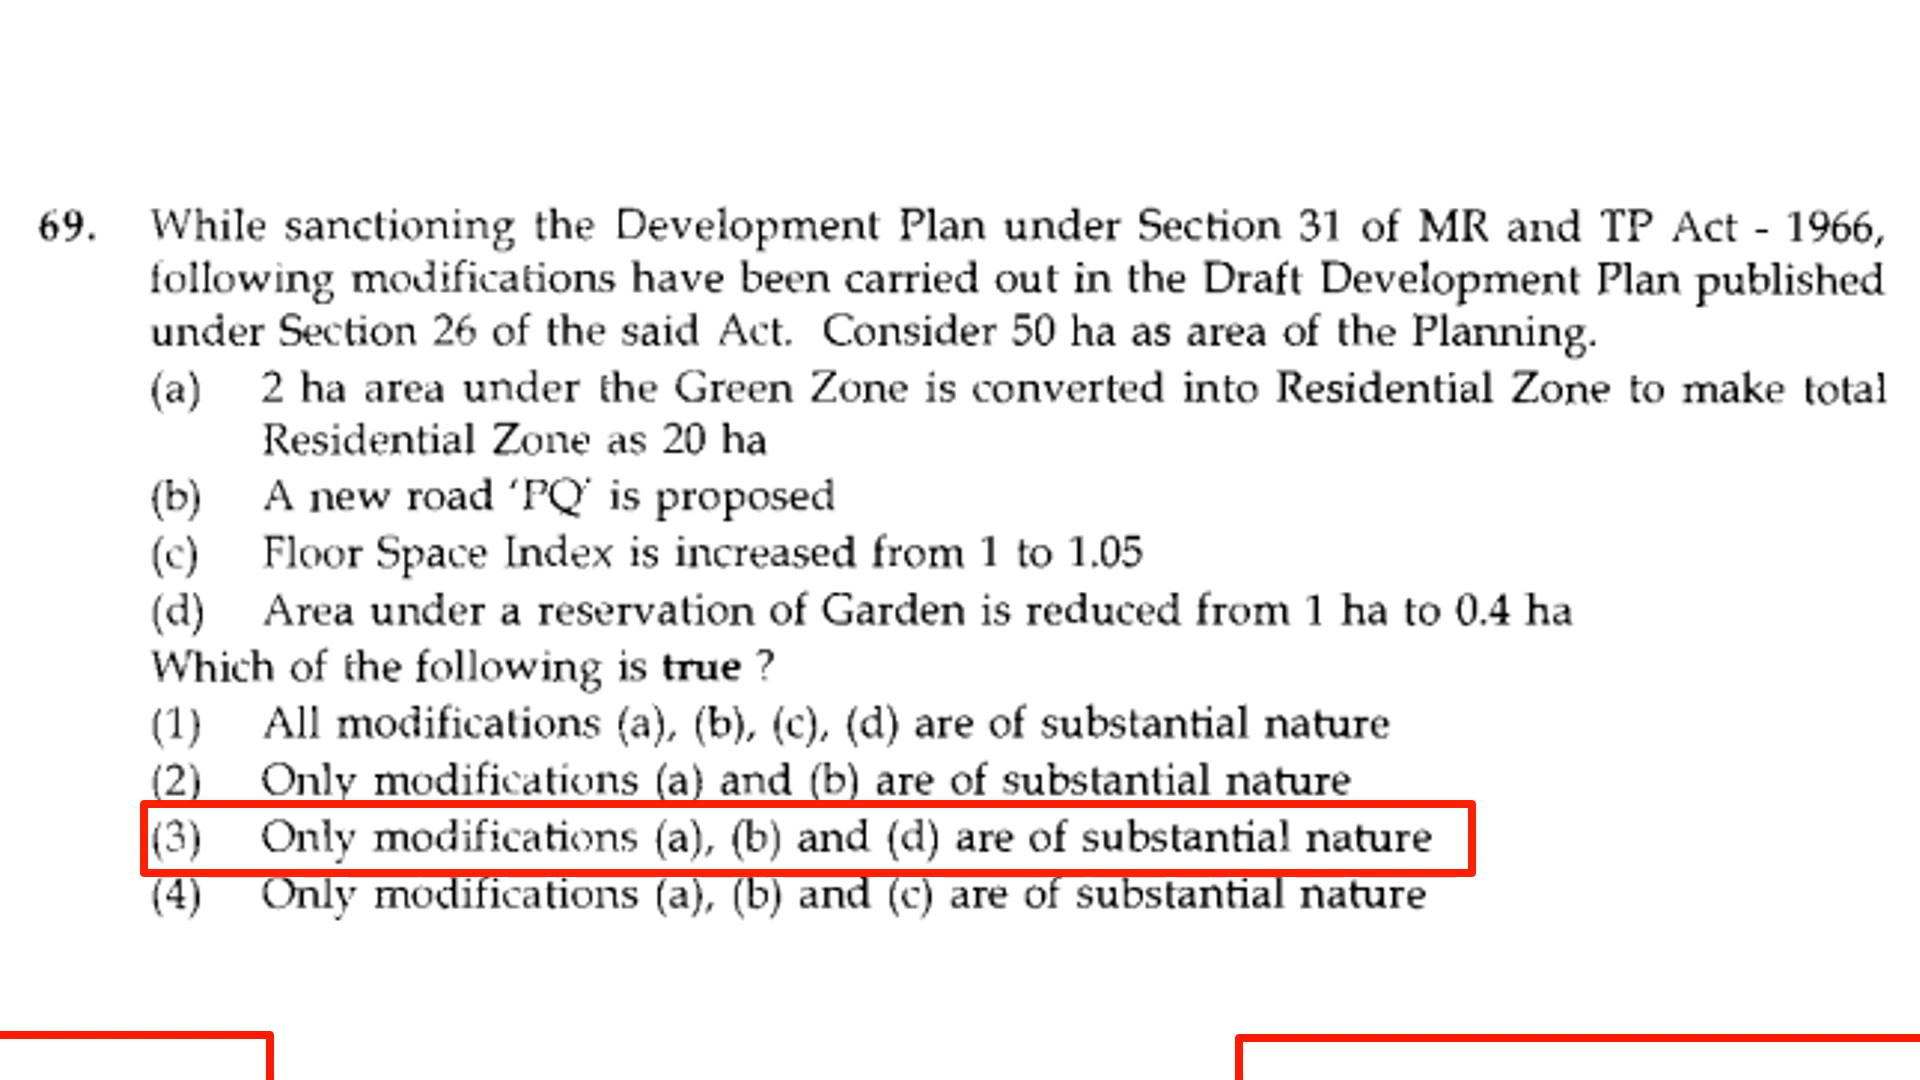 69. While sanctioning the Development Plan under Section 31 of MR and TP Act - 1966,
following modifications have been carried out in the Draft Development Plan published
under Section 26 of the said Act. Consider 50 ha as area of the Planning.
(a) 2 ha area under the Green Zone is converted into Residential Zone to make total
Residential Zone as 20 ha
(b) A new road 'PQ' is proposed
(c) Floor Space Index is increased from 1 to 1.05
(d) Area under a reservation of Garden is reduced from 1 ha to 0.4 ha
Which of the following is true ?
(1) All modifications (a), (b), (c), (d) are of substantial nature
(2) Only modifications (a) and (b) are of substantial nature
(3) Only modifications (a), (b) and (d) are of substantial nature
(4) Only modifications (a), (b) and (c) are of substantial nature